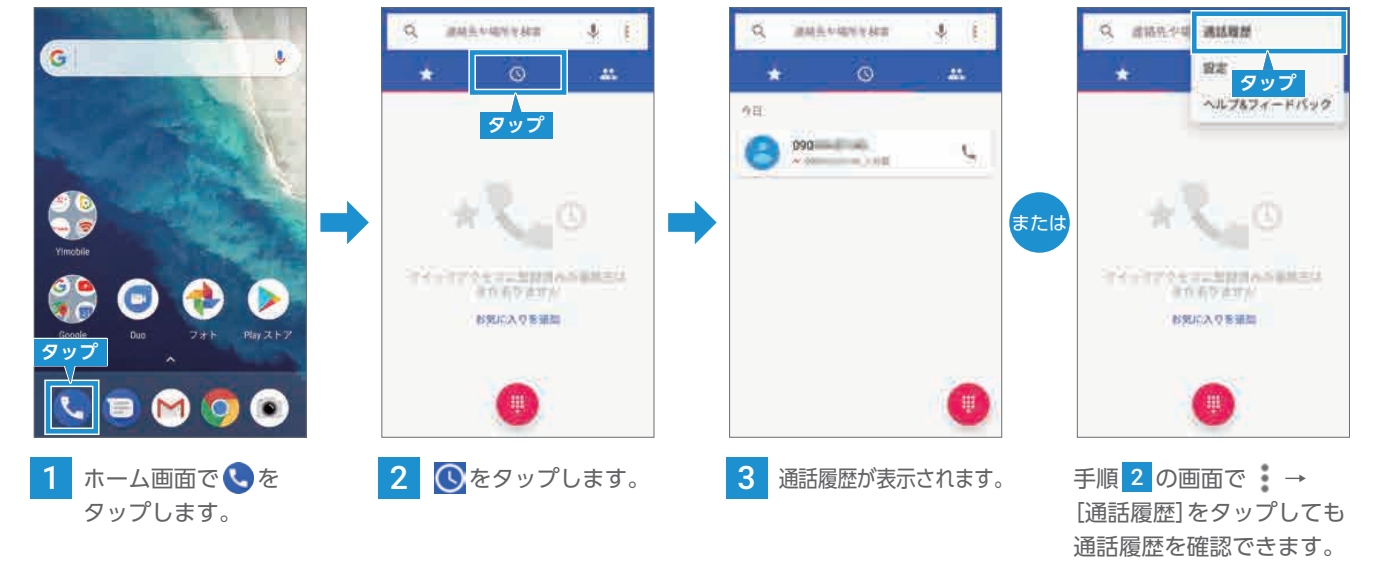 Y!mobile
Google
Duo
フォト
Play ストア
タップ
通話履歴
タップ
今日
090
または
通話履歴
設定
タップ
ヘルプ&フィードバック
お気に入りを追加
お気に入りを追加
1 ホーム画面で を
タップします。
2 をタップします。
3 通話履歴が表示されます。
手順 2 の画面で →
[通話履歴]をタップしても
通話履歴を確認できます。